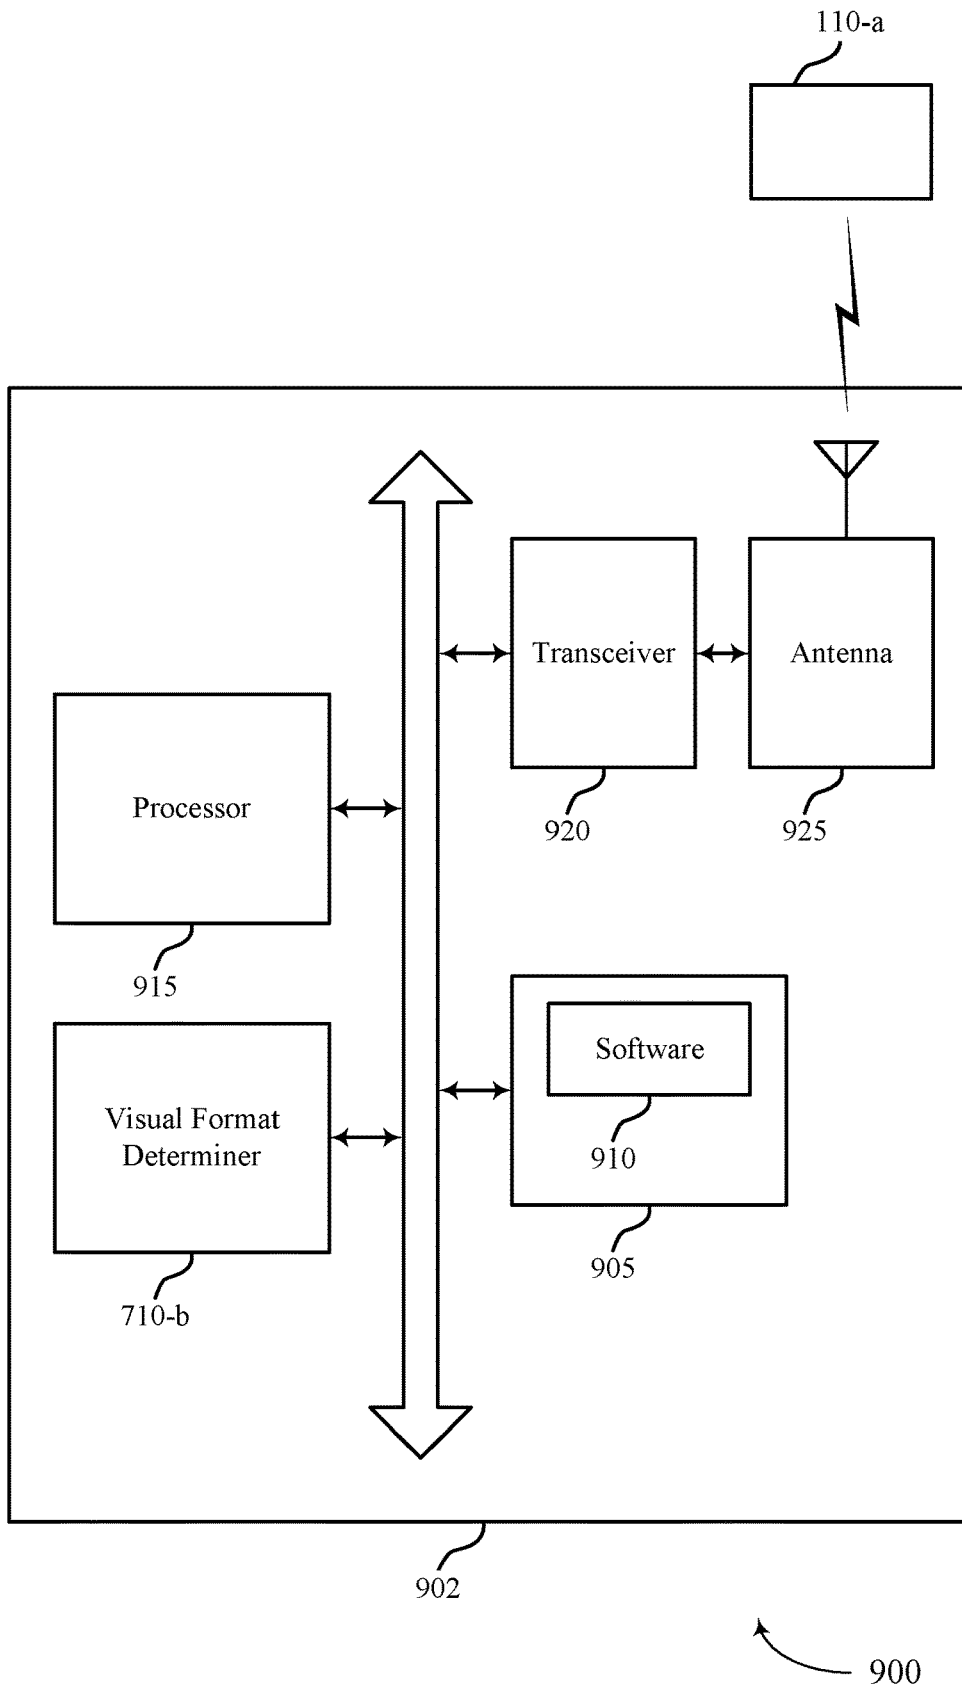 110-a
Transceiver
Antenna
920
925
Processor
915
Software
910
905
Visual Format
Determiner
710-b
902
900